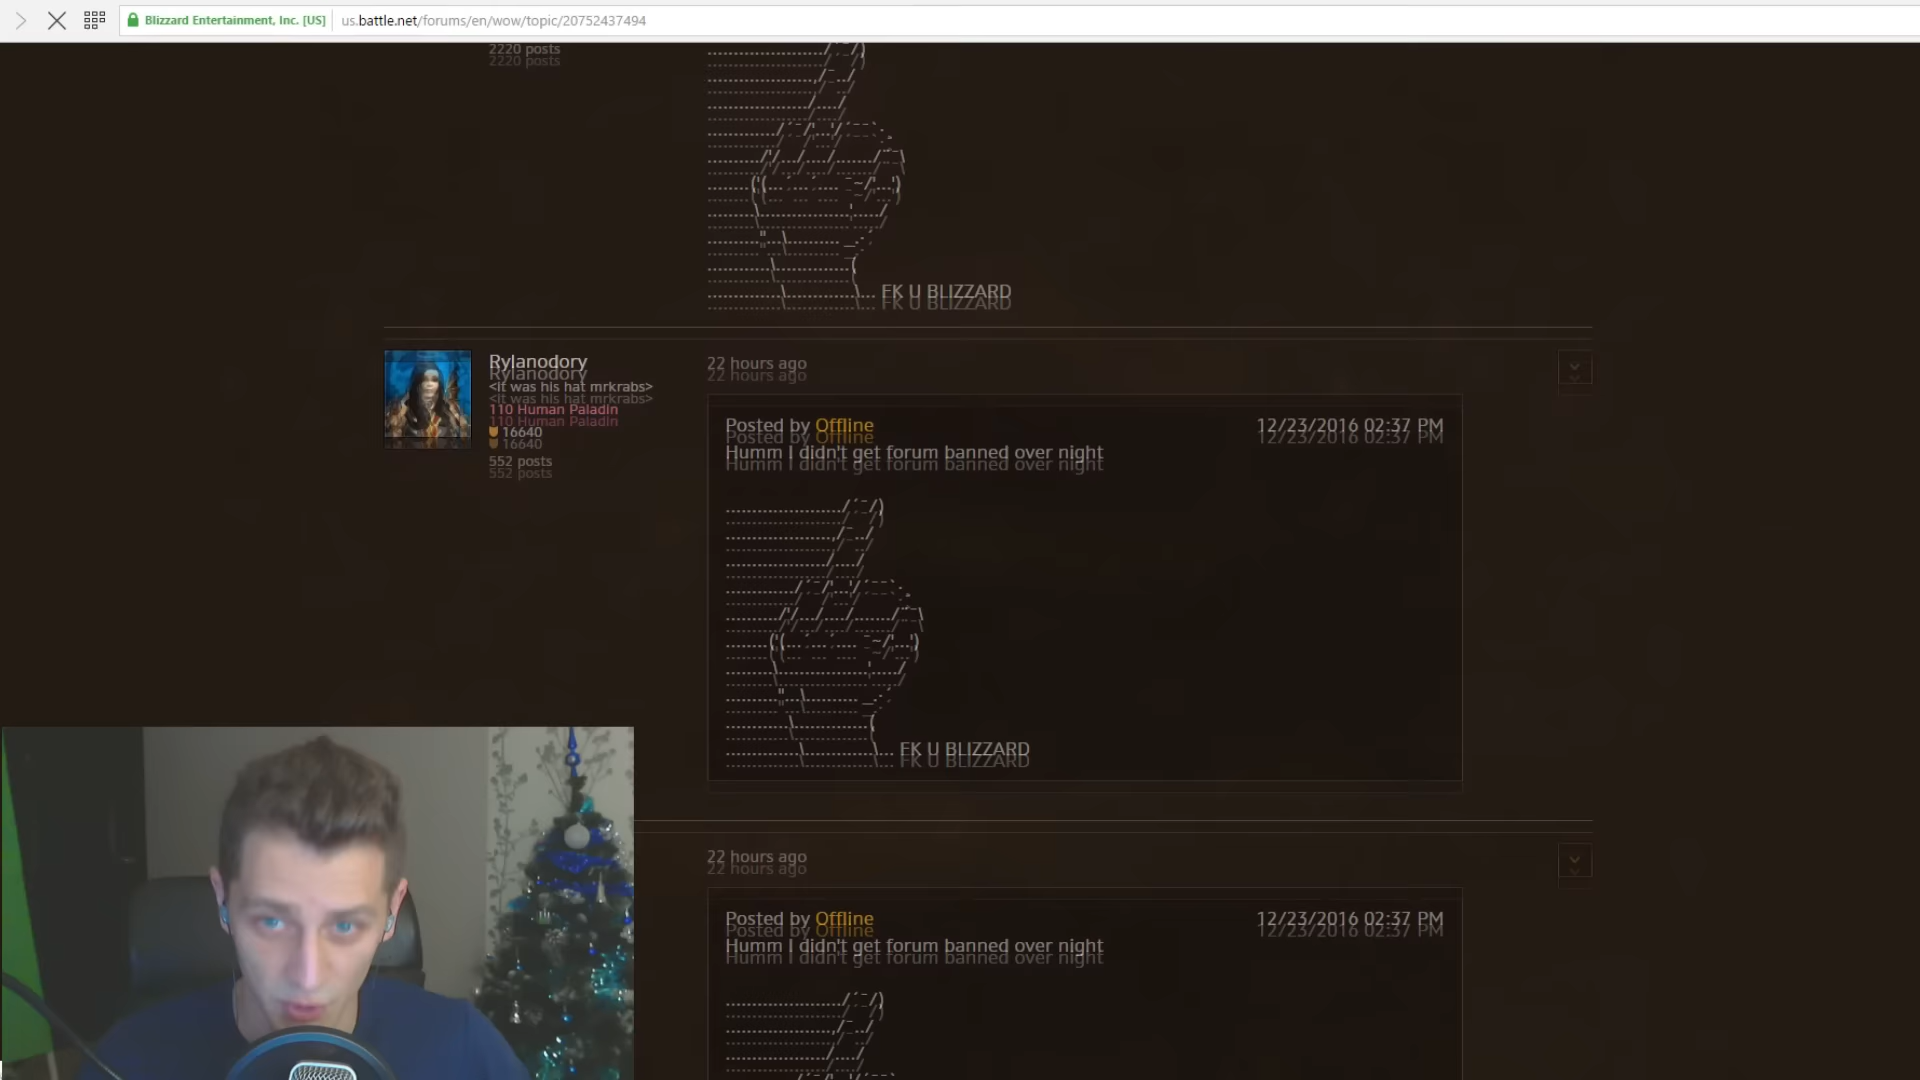 Blizzard Entertainment, Inc. [US]
us.battle.net/forums/en/wow/topic/20752437494
2220 posts
FK U BLIZZARD
Rylanodory
<it was his hat mrkrabs>
110 Human Paladin
16640
552 posts
22 hours ago
Posted by Offline
12/23/2016 02:37 PM
Humm I didn't get forum banned over night
FK U BLIZZARD
22 hours ago
Posted by Offline
12/23/2016 02:37 PM
Humm I didn't get forum banned over night